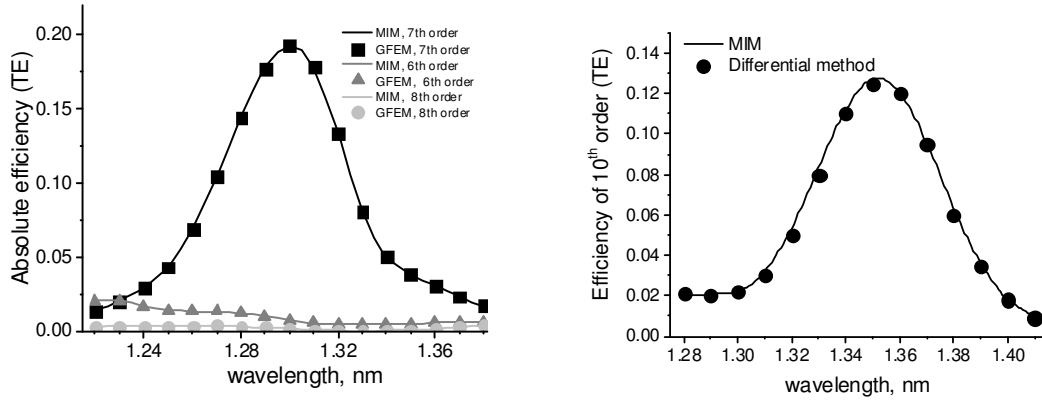 Absolute efficiency (TE)
0.20
0.15
0.10
0.05
0.00
MIM, 7th order
GFEM, 7th order
MIM, 6th order
GFEM, 6th order
MIM, 8th order
GFEM, 8th order
1.24 1.28 1.32 1.36
wavelength, nm
Efficiency of 10th order (TE)
0.14
0.12
0.10
0.08
0.06
0.04
0.02
0.00
MIM
Differential method
1.28 1.30 1.32 1.34 1.36 1.38 1.40
wavelength, nm